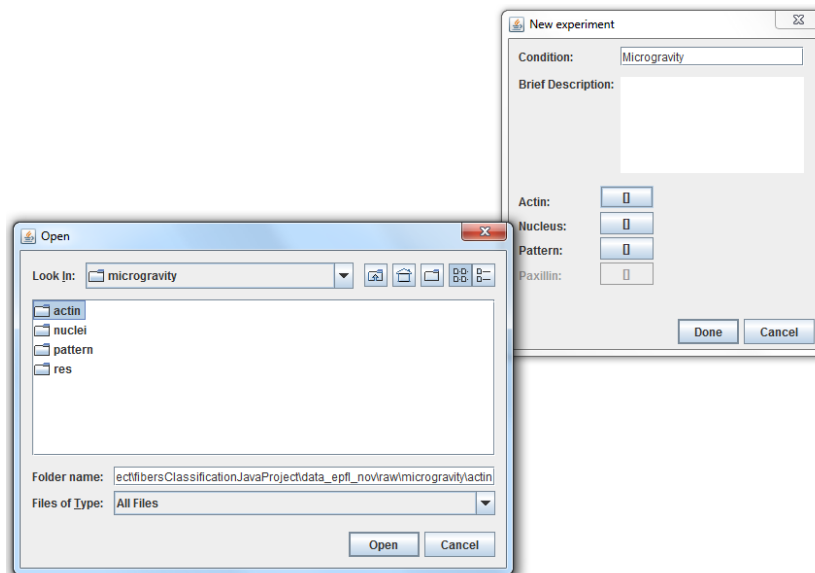 New experiment
Condition: Microgravity
Brief Description:
Actin: []
Nucleus: []
Pattern: []
Paxillin: []
Done Cancel
Open
Look In: microgravity
actin
nuclei
pattern
res
Folder name: ect\fibersClassificationJavaProject\data_epfl_nov\raw\microgravity\actin
Files of Type: All Files
Open Cancel